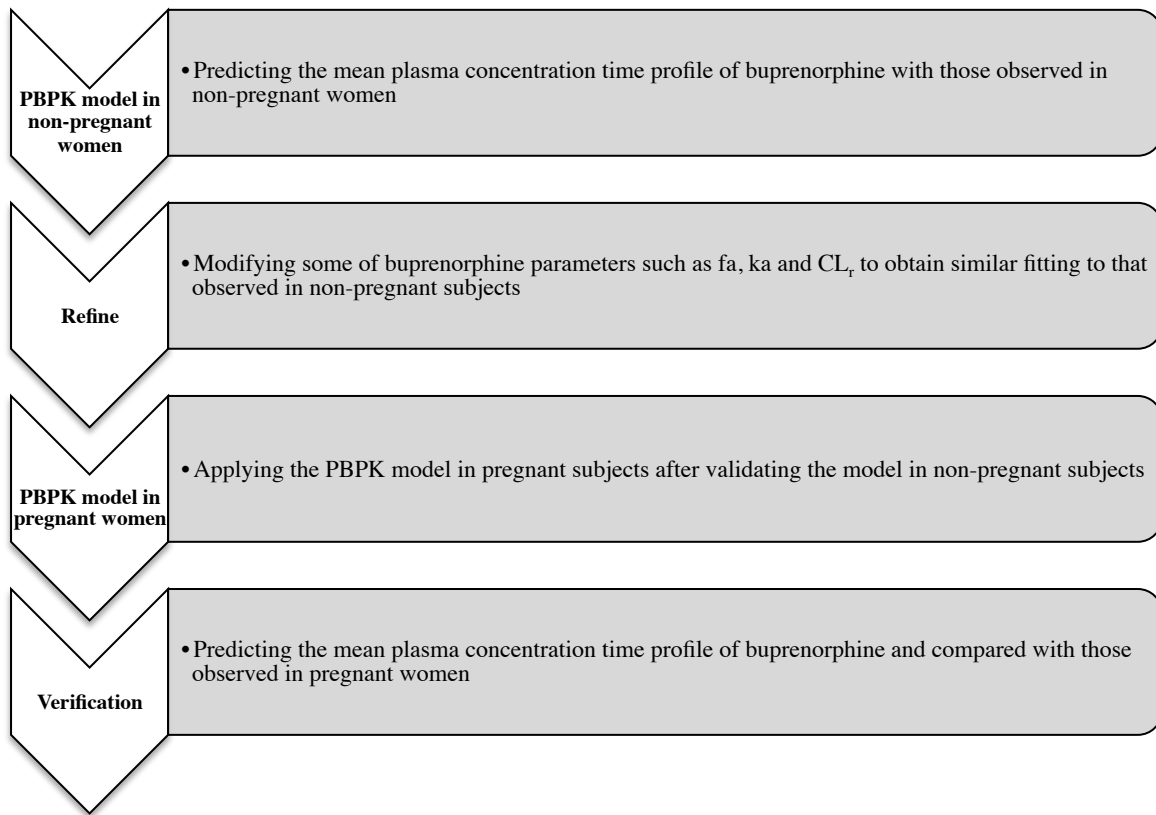 PBPK model in
non-pregnant
women
•Predicting the mean plasma concentration time profile of buprenorphine with those observed in
non-pregnant women
Refine
•Modifying some of buprenorphine parameters such as fa, ka and CLr to obtain similar fitting to that
observed in non-pregnant subjects
PBPK model in
pregnant women
•Applying the PBPK model in pregnant subjects after validating the model in non-pregnant subjects
Verification
•Predicting the mean plasma concentration time profile of buprenorphine and compared with those
observed in pregnant women